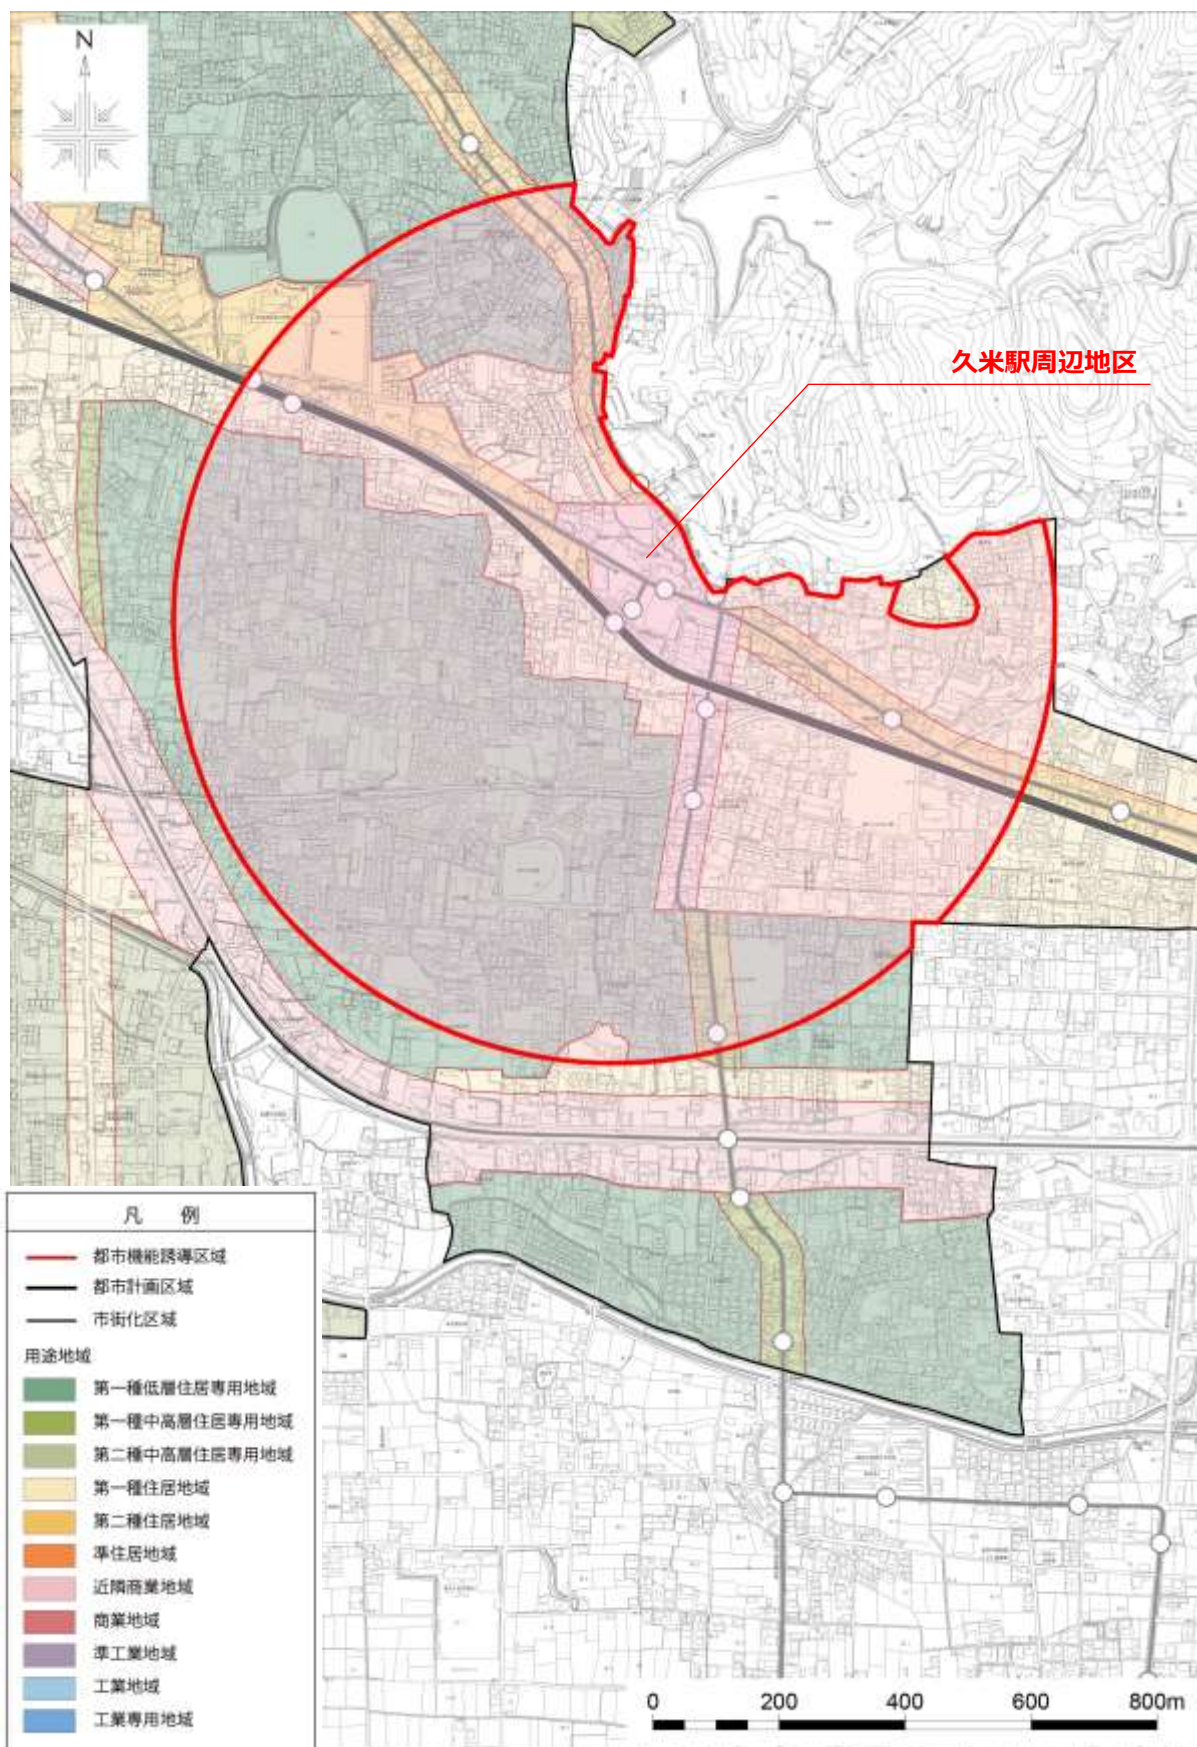 N
久米駅周辺地区
凡 例
都市機能誘導区域
都市計画区域
市街化区域
用途地域
第一種低層住居専用地域
第一種中高層住居専用地域
第二種中高層住居専用地域
第一種住居地域
第二種住居地域
準住居地域
近隣商業地域
商業地域
準工業地域
工業地域
工業専用地域
0 200 400 600 800m